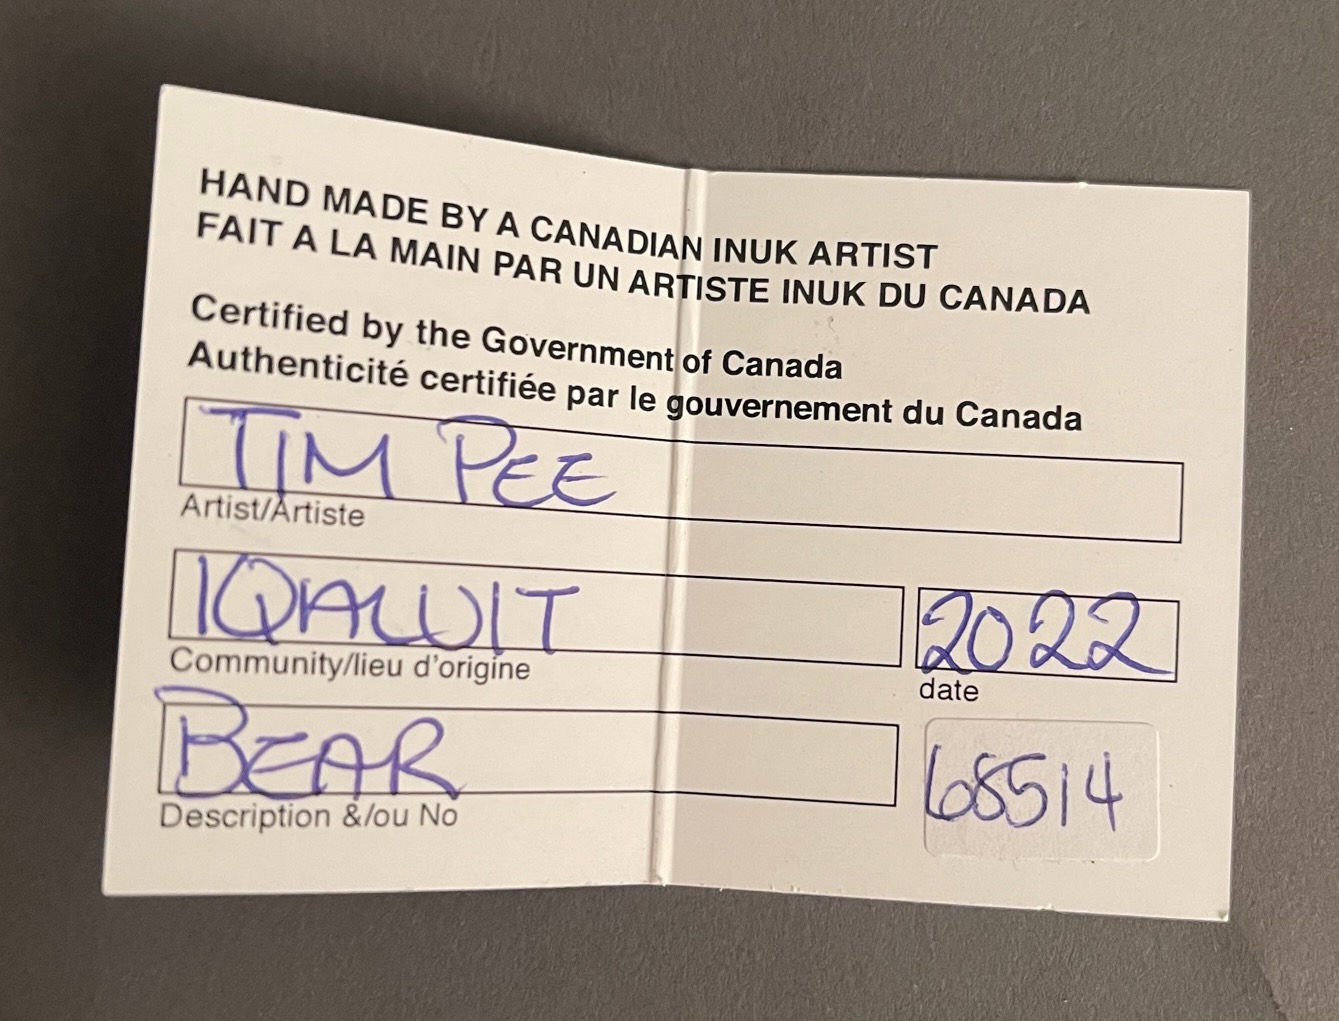 HAND MADE BY A CANADIAN INUK ARTIST
FAIT A LA MAIN PAR UN ARTISTE INUK DU CANADA
Certified by the Government of Canada
Authenticité certifiée par le gouvernement du Canada
TIM PEE
Artist/Artiste
IQALUIT 2022
Community/lieu d'origine date
BEAR 68514
Description &/ou No